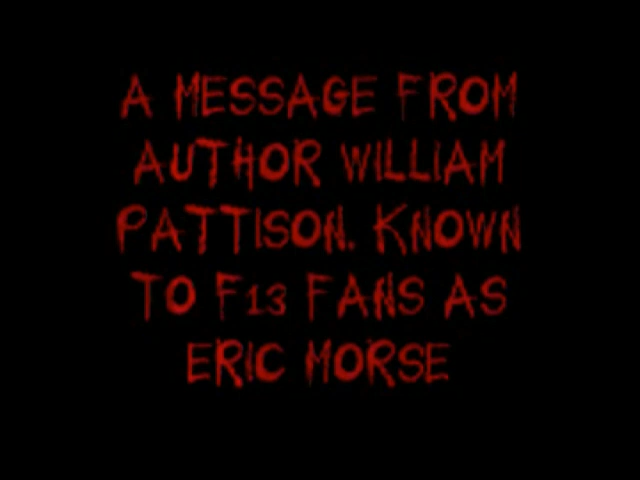 A MESSAGE FROM
AUTHOR WILLIAM
PATTISON. KNOWN
TO F13 FANS AS
ERIC MORSE